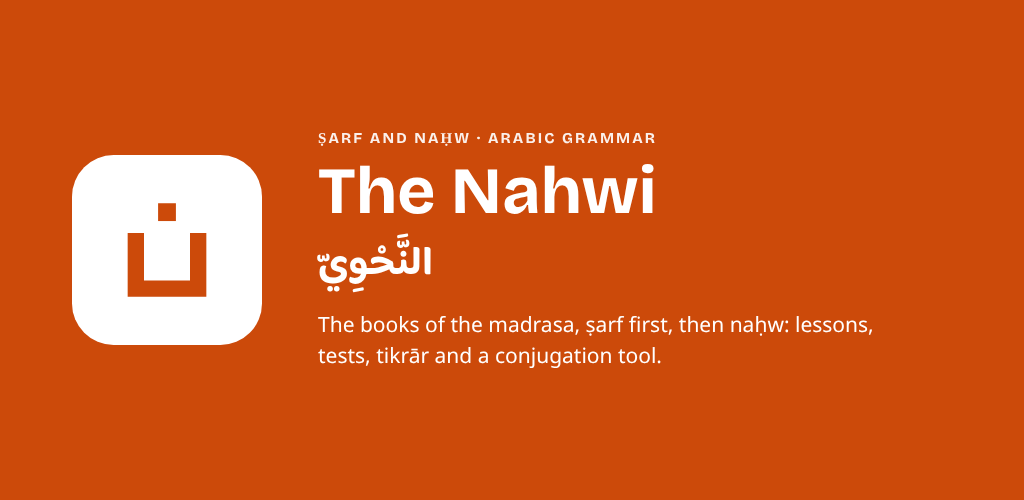 ṢARF AND NAḤW · ARABIC GRAMMAR
The Nahwi
النَّحْوِيّ
The books of the madrasa, ṣarf first, then naḥw: lessons,
tests, tikrār and a conjugation tool.
ن